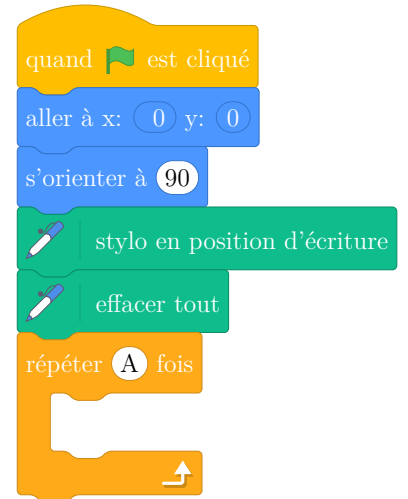 quand est cliqué
aller à x: 0 y: 0
s'orienter à 90
stylo en position d'écriture
effacer tout
répéter A fois